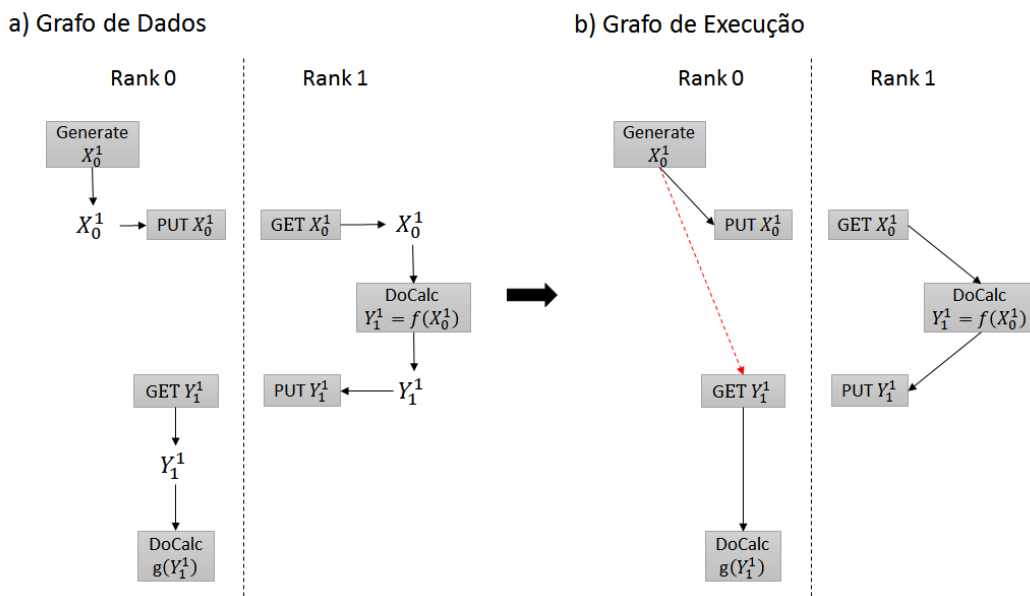 a) Grafo de Dados
Rank 0
Rank 1
Generate
$X_0^1$
$X_0^1$
PUT $X_0^1$
GET $X_0^1$
$X_0^1$
DoCalc
$Y_1^1 = f(X_0^1)$
GET $Y_1^1$
PUT $Y_1^1$
$Y_1^1$
$Y_1^1$
DoCalc
g($Y_1^1$)
b) Grafo de Execução
Rank 0
Rank 1
Generate
$X_0^1$
PUT $X_0^1$
GET $X_0^1$
DoCalc
$Y_1^1 = f(X_0^1)$
GET $Y_1^1$
PUT $Y_1^1$
DoCalc
g($Y_1^1$)